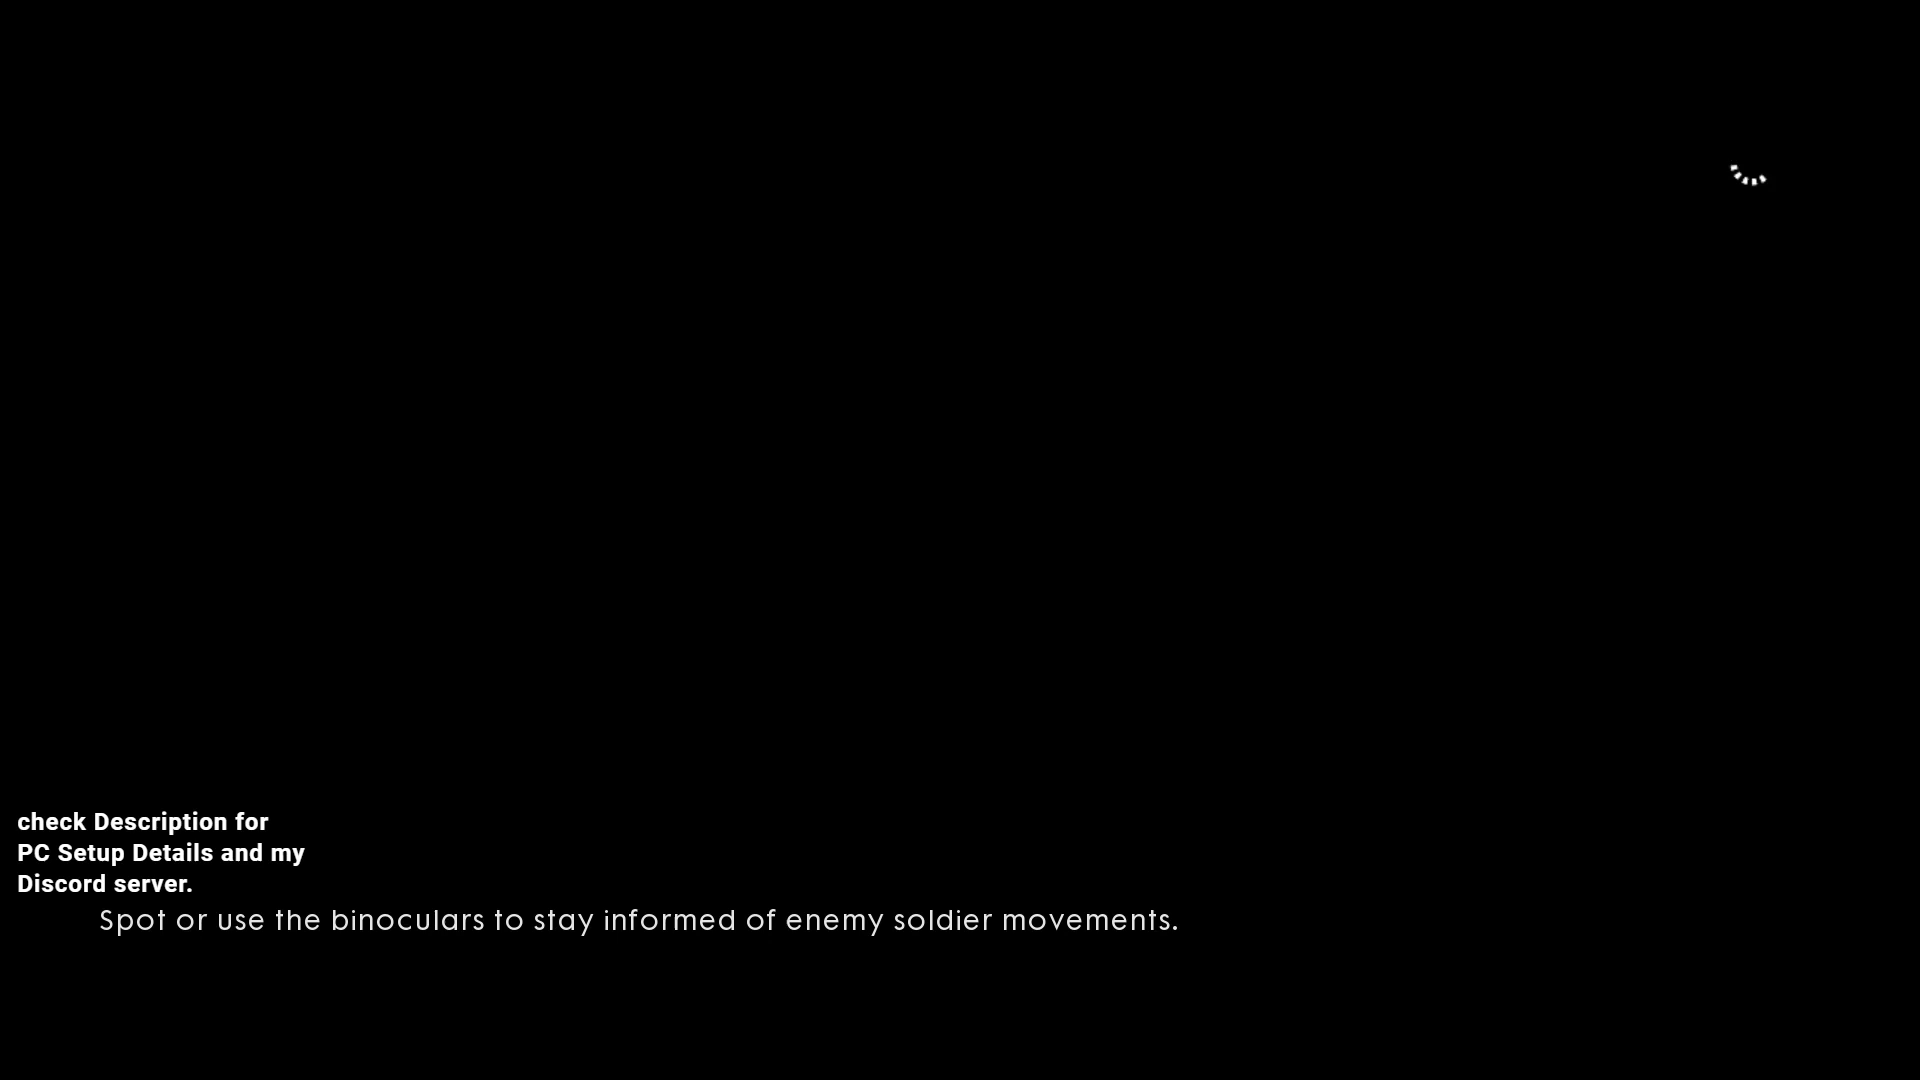 check Description for
PC Setup Details and my
Discord server.
Spot or use the binoculars to stay informed of enemy soldier movements.